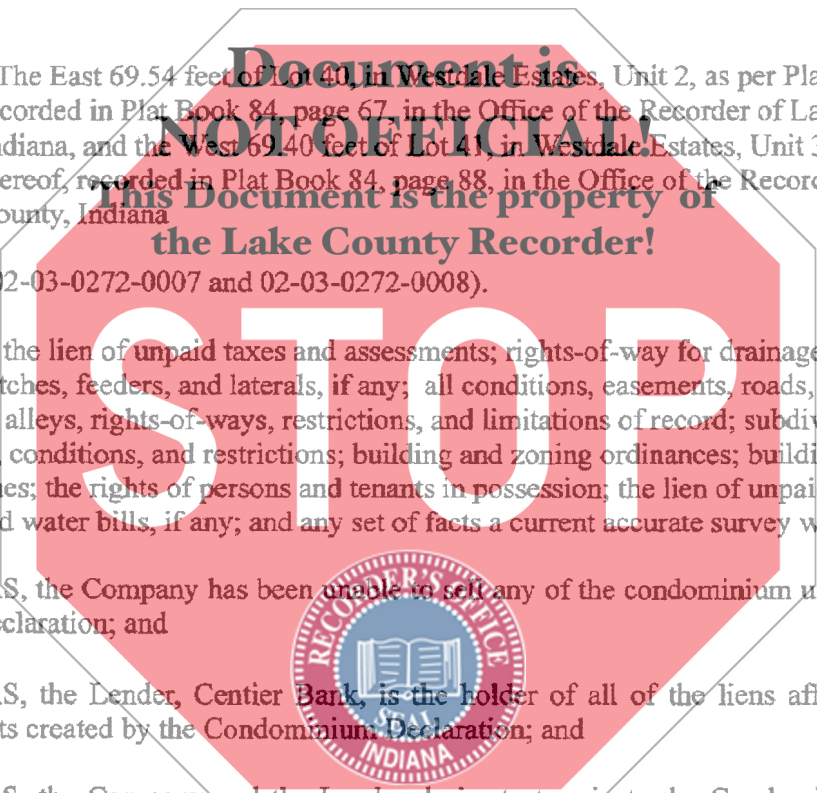 Document is
The East 69.54 feet of Lot 40, in Westdale Estates, Unit 2, as per Pla
corded in Plat Book 84, page 67, in the Office of the Recorder of La
NOT OFFICIAL!
ndiana, and the West 69.40 feet of Lot 41, in Westdale Estates, Unit 3
ereof, recorded in Plat Book 84, page 88, in the Office of the Record
This Document is the property of
ounty, Indiana
the Lake County Recorder!
02-03-0272-0007 and 02-03-0272-0008).
STOP
the lien of unpaid taxes and assessments; rights-of-way for drainage
tches, feeders, and laterals, if any; all conditions, easements, roads,
alleys, rights-of-ways, restrictions, and limitations of record; subdiv
, conditions, and restrictions; building and zoning ordinances; buildi
nes; the rights of persons and tenants in possession; the lien of unpai
d water bills, if any; and any set of facts a current accurate survey w
S, the Company has been unable to sell any of the condominium u
eclaration; and
RECORDER'S OFFICE
SEAL
INDIANA
S, the Lender, Centier Bank, is the holder of all of the liens aff
ts created by the Condominium Declaration; and